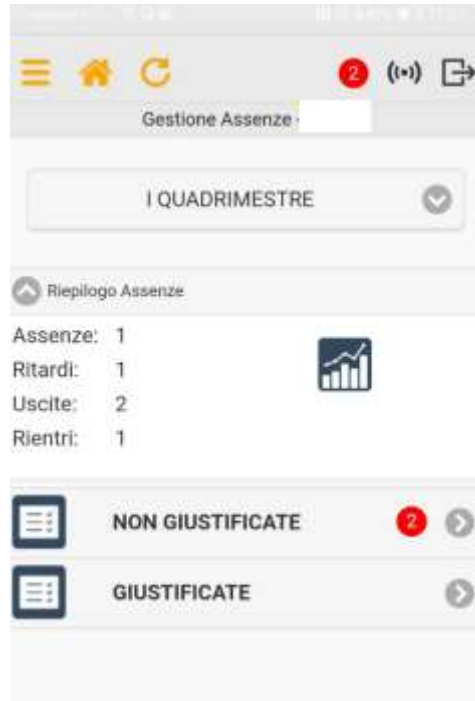 2
Gestione Assenze -
I QUADRIMESTRE
Riepilogo Assenze
Assenze: 1
Ritardi: 1
Uscite: 2
Rientri: 1
NON GIUSTIFICATE 2
GIUSTIFICATE